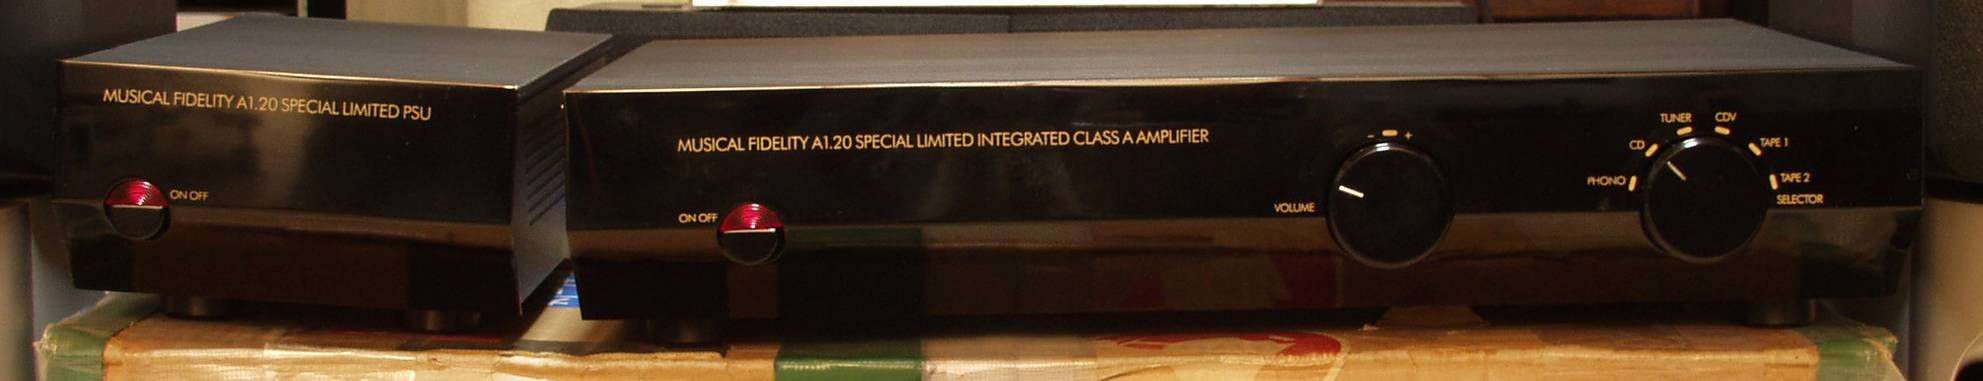 MUSICAL FIDELITY A1.20 SPECIAL LIMITED PSU
ON OFF
MUSICAL FIDELITY A1.20 SPECIAL LIMITED INTEGRATED CLASS A AMPLIFIER
ON OFF
- +
VOLUME
PHONO
CD
TUNER
CDV
TAPE 1
TAPE 2
SELECTOR